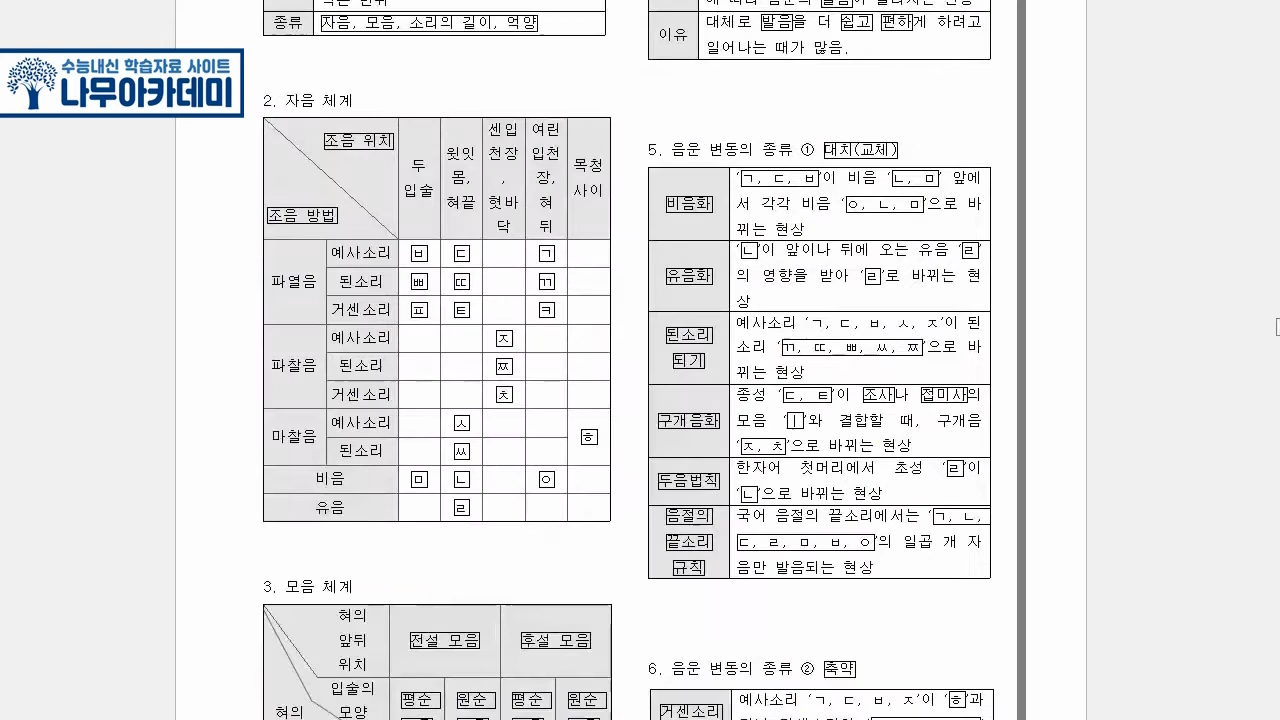 종류 자음, 모음, 소리의 길이, 억양
수능내신 학습자료 사이트
나무아카데미
2. 자음 체계
조음 위치
조음 방법
두 입술
윗잇몸, 혀끝
센입천장, 혓바닥
여린입천장, 혀 뒤
목청 사이
파열음 예사소리 ㅂ ㄷ ㄱ
된소리 ㅃ ㄸ ㄲ
거센소리 ㅍ ㅌ ㅋ
파찰음 예사소리 ㅈ
된소리 ㅉ
거센소리 ㅊ
마찰음 예사소리 ㅅ ㅎ
된소리 ㅆ
비음 ㅁ ㄴ ㅇ
유음 ㄹ
3. 모음 체계
혀의
앞뒤
위치
전설 모음 후설 모음
입술의
모양
혀의
평순 원순 평순 원순
이유
대체로 발음을 더 쉽고 편하게 하려고
일어나는 때가 많음.
5. 음운 변동의 종류 ① 대치(교체)
비음화
‘ㄱ, ㄷ, ㅂ’이 비음 ‘ㄴ, ㅁ’ 앞에
서 각각 비음 ‘ㅇ, ㄴ, ㅁ’으로 바
뀌는 현상
유음화
‘ㄴ’이 앞이나 뒤에 오는 유음 ‘ㄹ’
의 영향을 받아 ‘ㄹ’로 바뀌는 현
상
된소리
되기
예사소리 ‘ㄱ, ㄷ, ㅂ, ㅅ, ㅈ’이 된
소리 ‘ㄲ, ㄸ, ㅃ, ㅆ, ㅉ’으로 바
뀌는 현상
구개음화
종성 ‘ㄷ, ㅌ’이 조사나 접미사의
모음 ‘ㅣ’와 결합할 때, 구개음
‘ㅈ, ㅊ’으로 바뀌는 현상
두음법칙
한자어 첫머리에서 초성 ‘ㄹ’이
‘ㄴ’으로 바뀌는 현상
음절의
끝소리
규칙
국어 음절의 끝소리에서는 ‘ㄱ, ㄴ,
ㄷ, ㄹ, ㅁ, ㅂ, ㅇ’의 일곱 개 자
음만 발음되는 현상
6. 음운 변동의 종류 ② 축약
거센소리
예사소리 ‘ㄱ, ㄷ, ㅂ, ㅈ’이 ‘ㅎ’과